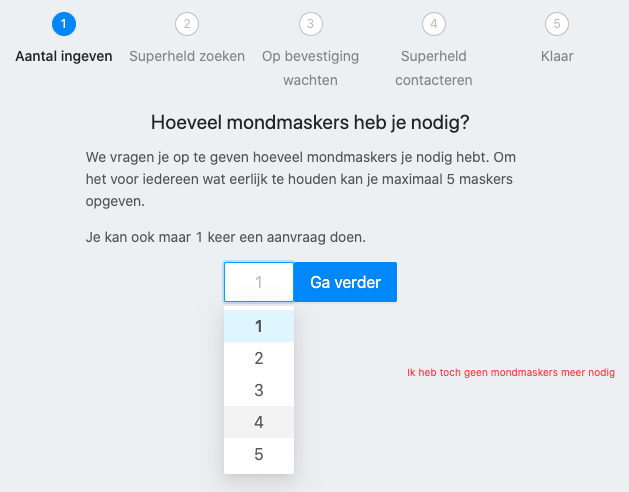 1 2 3 4 5
Aantal ingeven Superheld zoeken Op bevestiging Superheld Klaar
wachten contacteren
Hoeveel mondmaskers heb je nodig?
We vragen je op te geven hoeveel mondmaskers je nodig hebt. Om
het voor iedereen wat eerlijk te houden kan je maximaal 5 maskers
opgeven.
Je kan ook maar 1 keer een aanvraag doen.
1 Ga verder
1
2
3
Ik heb toch geen mondmaskers meer nodig
4
5